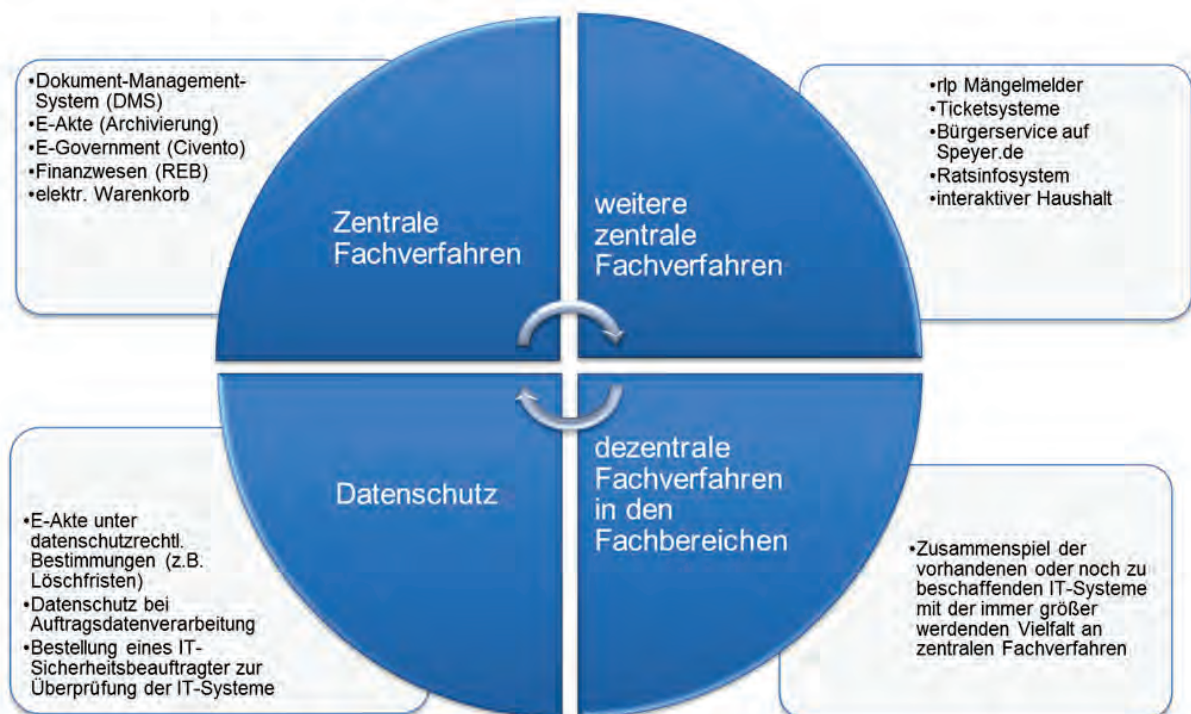 •Dokument-Management-
System (DMS)
•E-Akte (Archivierung)
•E-Government (Civento)
•Finanzwesen (REB)
•elektr. Warenkorb
Zentrale
Fachverfahren
weitere
zentrale
Fachverfahren
•rlp Mängelmelder
•Ticketsysteme
•Bürgerservice auf
Speyer.de
•Ratsinfosystem
•interaktiver Haushalt
•E-Akte unter
datenschutzrechtl.
Bestimmungen (z.B.
Löschfristen)
•Datenschutz bei
Auftragsdatenverarbeitung
•Bestellung eines IT-
Sicherheitsbeauftragter zur
Überprüfung der IT-Systeme
Datenschutz
dezentrale
Fachverfahren
in den
Fachbereichen
•Zusammenspiel der
vorhandenen oder noch zu
beschaffenden IT-Systeme
mit der immer größer
werdenden Vielfalt an
zentralen Fachverfahren